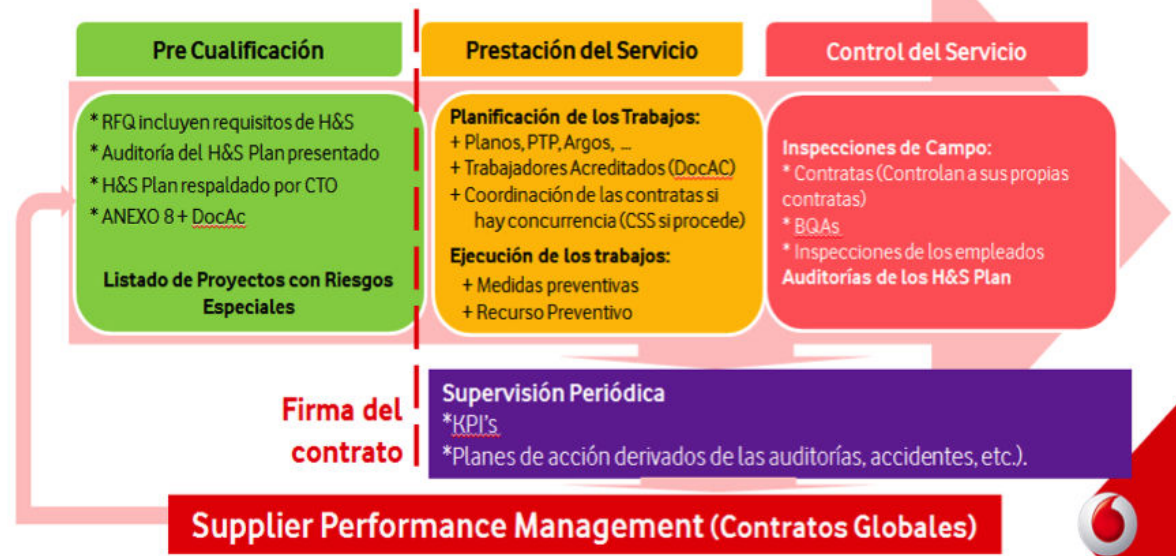 Pre Cualificación
* RFQ incluyen requisitos de H&S
* Auditoría del H&S Plan presentado
* H&S Plan respaldado por CTO
* ANEXO 8 + DocAc
Listado de Proyectos con Riesgos
Especiales
Prestación del Servicio
Planificación de los Trabajos:
+ Planos, PTP, Argos, ...
+ Trabajadores Acreditados (DocAC)
+ Coordinación de las contratas si
hay concurrencia (CSS si procede)
Ejecución de los trabajos:
+ Medidas preventivas
+ Recurso Preventivo
Control del Servicio
Inspecciones de Campo:
* Contratas (Controlan a sus propias
contratas)
* BQAs
* Inspecciones de los empleados
Auditorías de los H&S Plan
Firma del
contrato
Supervisión Periódica
*KPI's
*Planes de acción derivados de las auditorías, accidentes, etc.).
Supplier Performance Management (Contratos Globales)